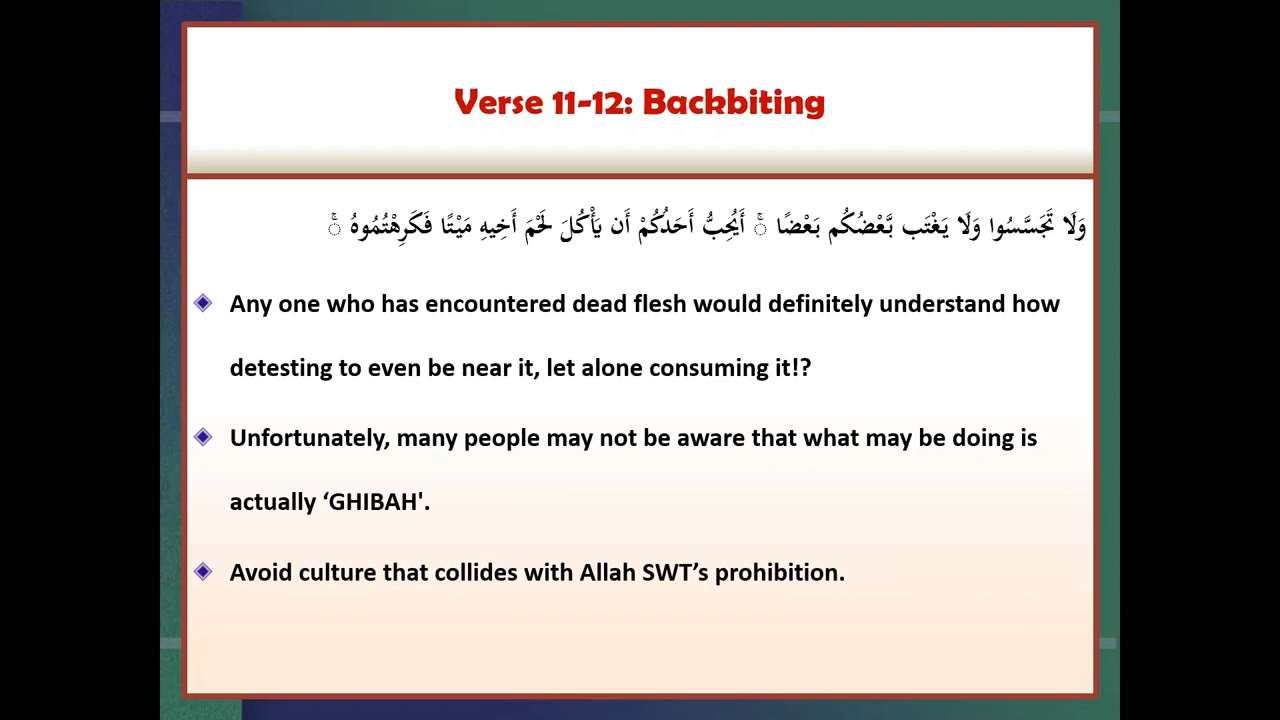 Verse 11-12: Backbiting
وَلَا تَجَسَّسُوا وَلَا يَغْتَب بَّعْضُكُم بَعْضًا ۚ أَيُحِبُّ أَحَدُكُمْ أَن يَأْكُلَ لَحْمَ أَخِيهِ مَيْتًا فَكَرِهْتُمُوهُ ۚ
Any one who has encountered dead flesh would definitely understand how
detesting to even be near it, let alone consuming it!?
Unfortunately, many people may not be aware that what may be doing is
actually ‘GHIBAH'.
Avoid culture that collides with Allah SWT’s prohibition.